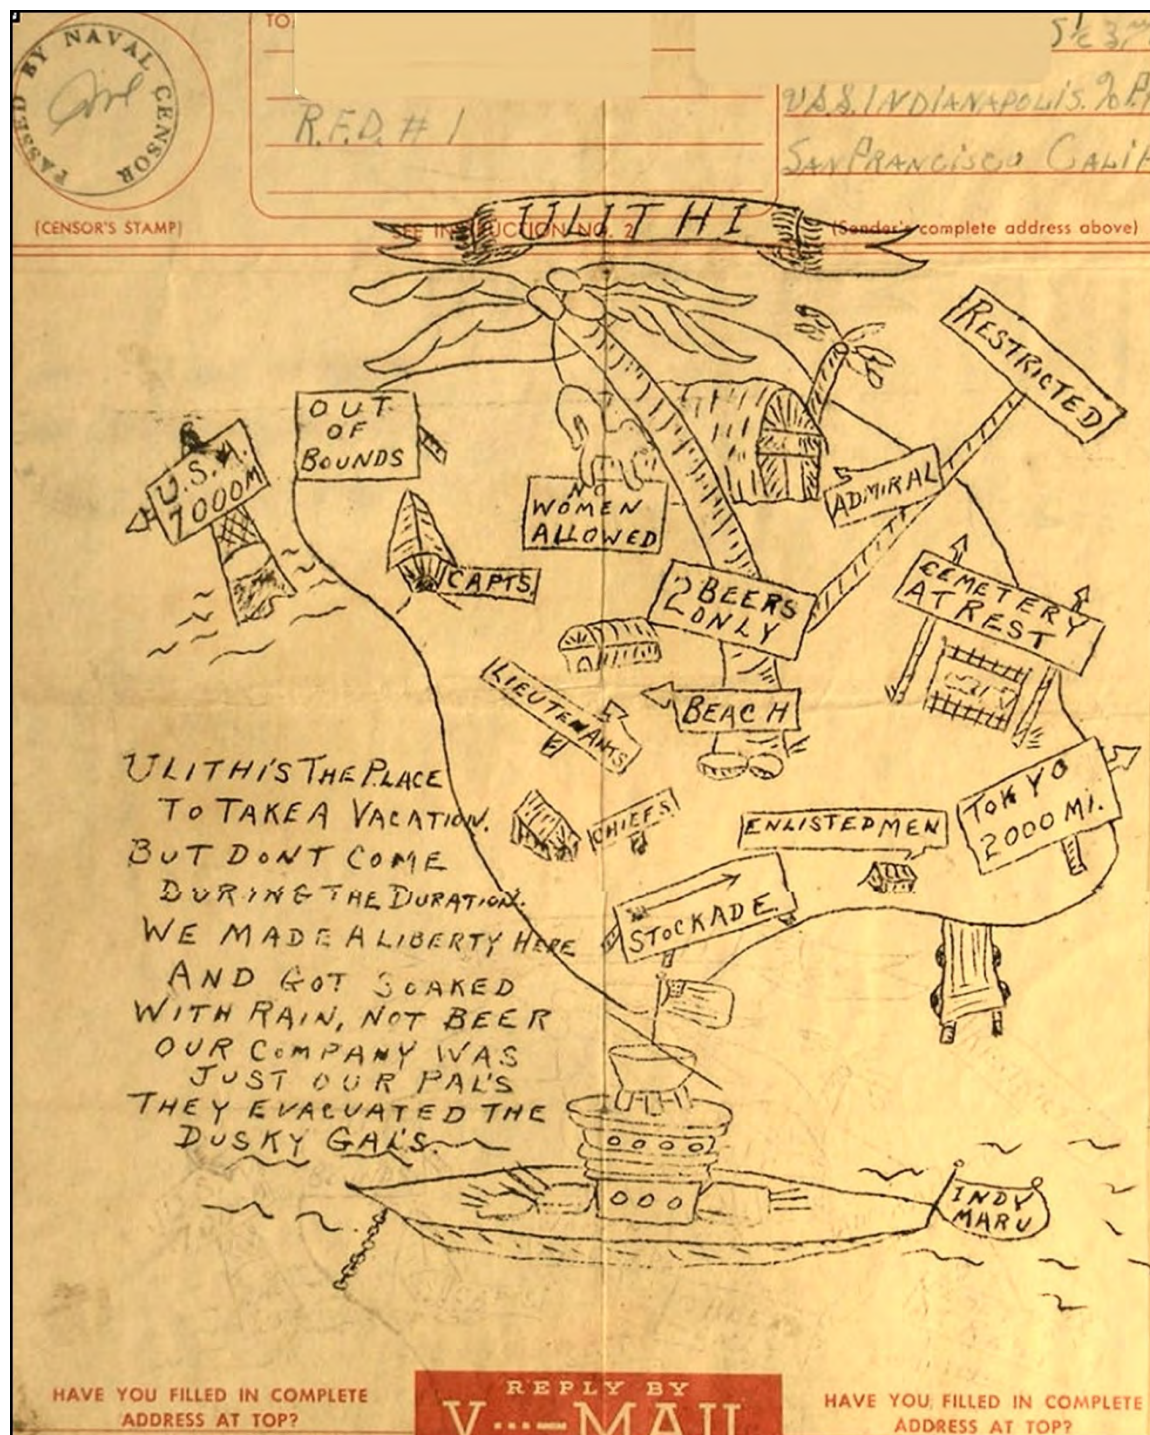 PASSED BY NAVAL CENSOR
(CENSOR'S STAMP)
TO:
R.F.D. # 1
S 1/c 3
U.S.S. INDIANAPOLIS. % P
SAN FRANCISCO CALIF
SEE INSTRUCTION NO. 2
(Sender's complete address above)
ULITHI
RESTRICTED
OUT
OF
BOUNDS
U.S.A.
7000 M
NO
WOMEN
ALLOWED
ADMIRAL
CAPTS.
2 BEERS
ONLY
CEMETERY
AT REST
LIEUTENANTS
BEACH
TOKYO
2000 MI.
CHIEFS
ENLISTED MEN
STOCKADE
ULITHI'S THE PLACE
TO TAKE A VACATION.
BUT DONT COME
DURING THE DURATION.
WE MADE A LIBERTY HERE
AND GOT SOAKED
WITH RAIN, NOT BEER
OUR COMPANY WAS
JUST OUR PAL'S
THEY EVACUATED THE
DUSKY GAL'S.
INDY
MARU
HAVE YOU FILLED IN COMPLETE
ADDRESS AT TOP?
REPLY BY
V...—MAIL
HAVE YOU FILLED IN COMPLETE
ADDRESS AT TOP?